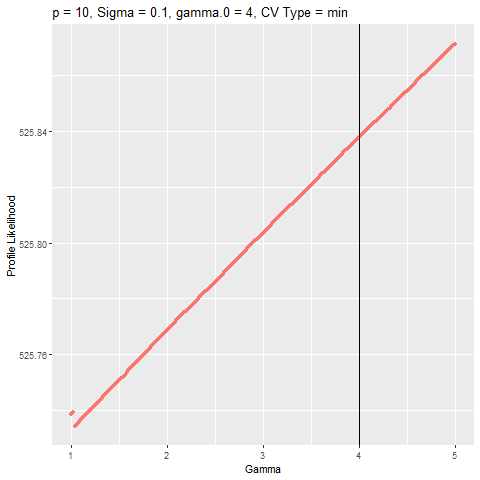 p = 10, Sigma = 0.1, gamma.0 = 4, CV Type = min
525.84
525.80
525.76
Profile Likelihood
1
2
3
4
5
Gamma